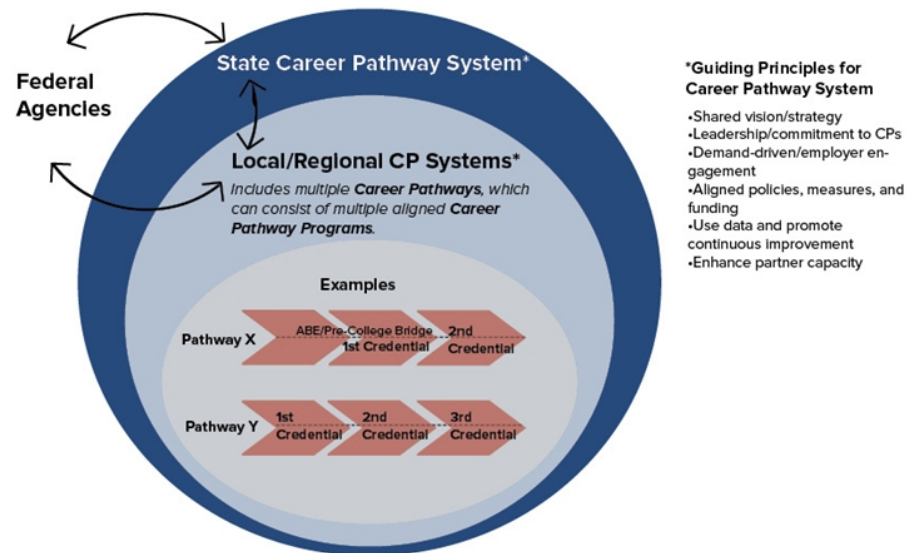 State Career Pathway System*
Federal
Agencies
Local/Regional CP Systems*
Includes multiple Career Pathways, which
can consist of multiple aligned Career
Pathway Programs.
Examples
Pathway X
ABE/Pre-College Bridge
1st Credential
2nd
Credential
Pathway Y
1st
Credential
2nd
Credential
3rd
Credential
*Guiding Principles for
Career Pathway System
•Shared vision/strategy
•Leadership/commitment to CPs
•Demand-driven/employer en-
gagement
•Aligned policies, measures, and
funding
•Use data and promote
continuous improvement
•Enhance partner capacity